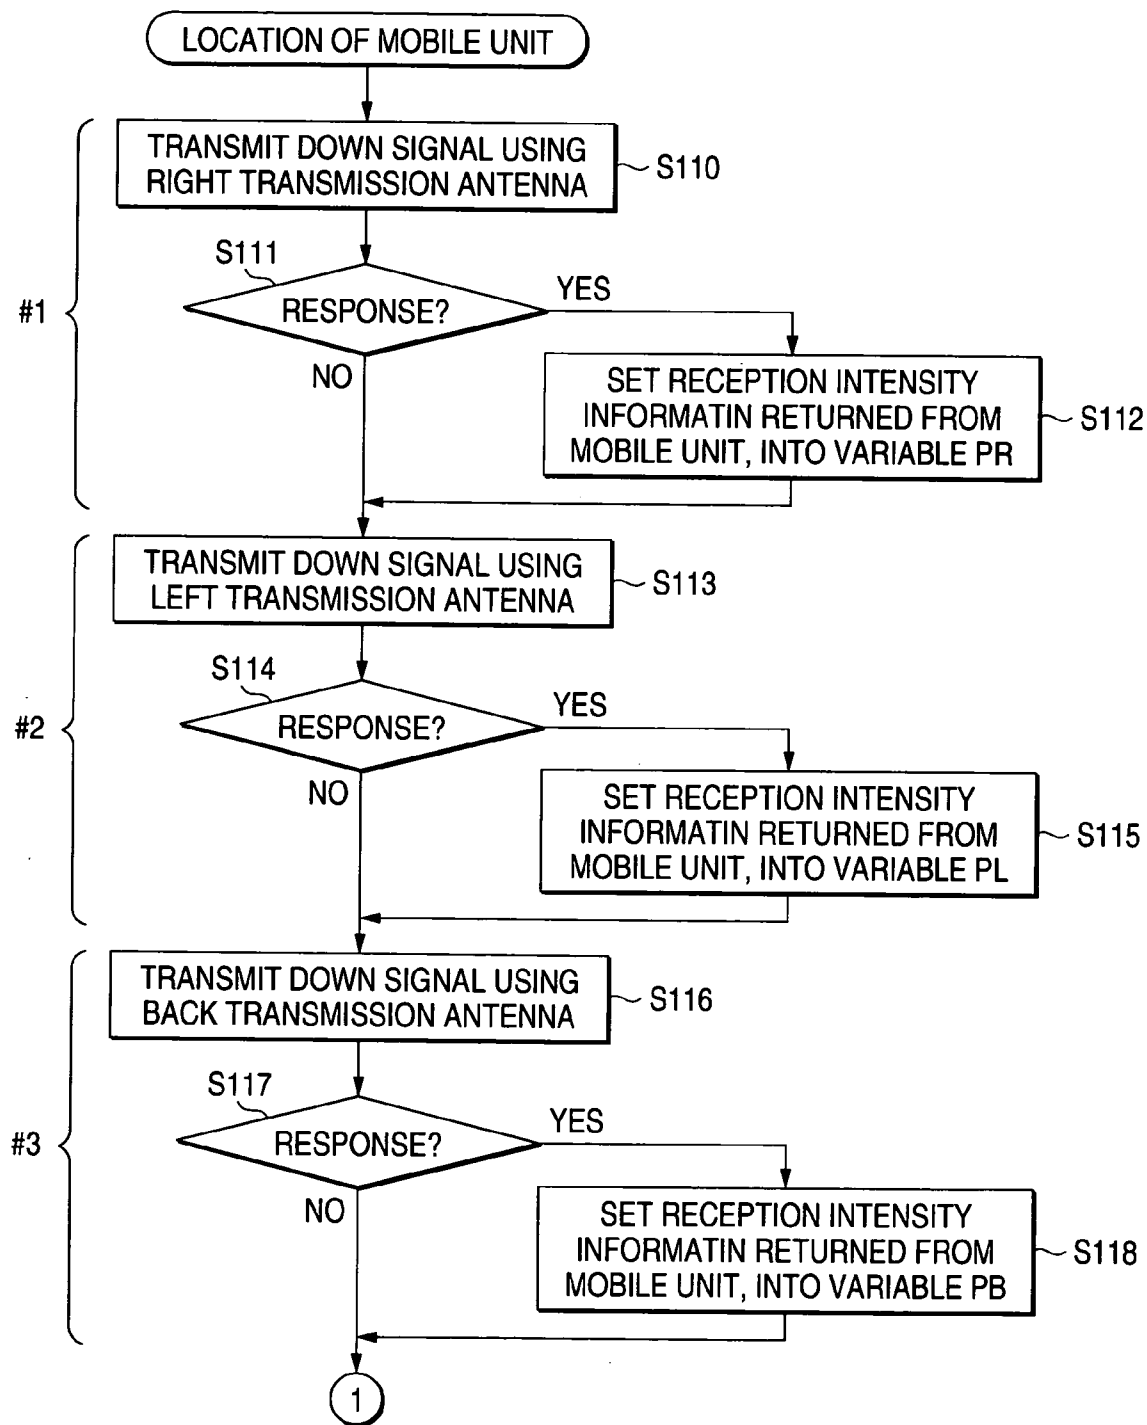 LOCATION OF MOBILE UNIT
TRANSMIT DOWN SIGNAL USING
RIGHT TRANSMISSION ANTENNA
S110
S111
RESPONSE?
YES
NO
#1
SET RECEPTION INTENSITY
INFORMATIN RETURNED FROM
MOBILE UNIT, INTO VARIABLE PR
S112
TRANSMIT DOWN SIGNAL USING
LEFT TRANSMISSION ANTENNA
S113
S114
RESPONSE?
YES
NO
#2
SET RECEPTION INTENSITY
INFORMATIN RETURNED FROM
MOBILE UNIT, INTO VARIABLE PL
S115
TRANSMIT DOWN SIGNAL USING
BACK TRANSMISSION ANTENNA
S116
S117
RESPONSE?
YES
NO
#3
SET RECEPTION INTENSITY
INFORMATIN RETURNED FROM
MOBILE UNIT, INTO VARIABLE PB
S118
1